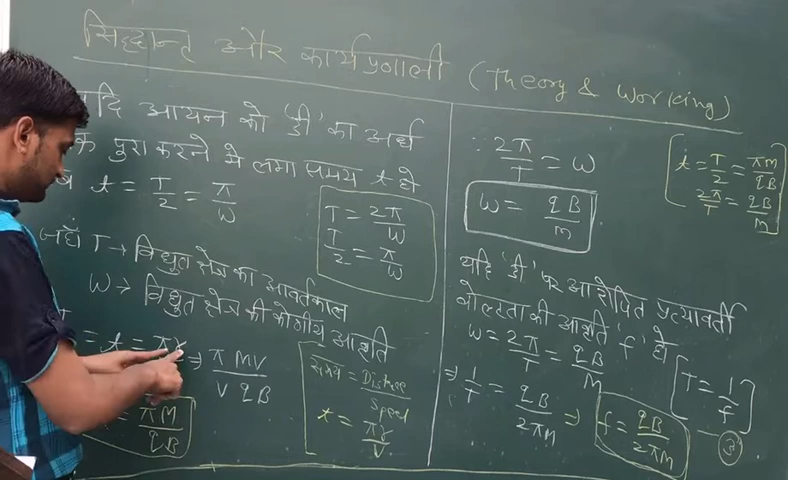 सिद्धान्त और कार्यप्रणाली (Theory & Working)
यदि आयन को 'डी' का अर्ध
पुरा करने मे लगा समय t हो
t = T/2 = π/W
T = 2π/W
T/2 = π/W
जहाँ T → विद्युत क्षेत्र का आवर्तकाल
W → विद्युत क्षेत्र की कोणीय आवृति
= t = πr ⇒ πMV/VqB
= πM/qB
समय = Distance/Speed
t = πr/V
∵ 2π/T = ω
ω = qB/m
t = T/2 = πM/qB
2π/T = qB/m
यदि 'डी' पर आरोपित प्रत्यावर्ती
वोल्टता की आवृति 'f' हो
ω = 2π/T = qB/M
⇒ 1/T = qB/2πM ⇒ f = qB/2πM
T = 1/f
③